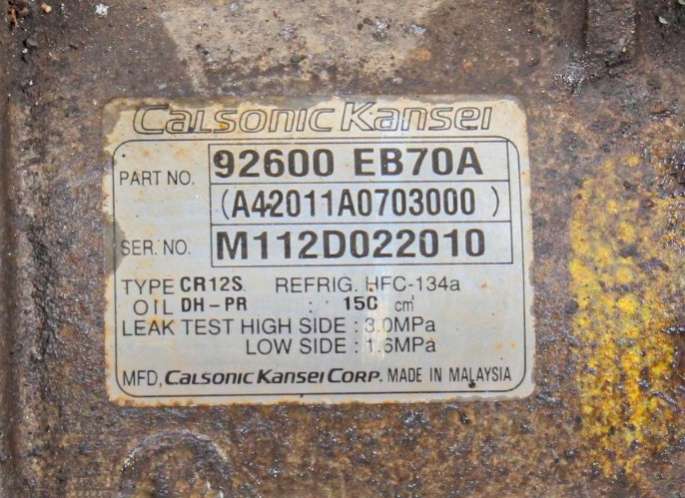 Calsonic Kansei
PART NO. 92600 EB70A
(A42011A0703000 )
SER. NO. M112D022010
TYPE CR12S REFRIG. HFC-134a
OIL DH-PR : 150 cm³
LEAK TEST HIGH SIDE : 3.0MPa
LOW SIDE : 1.6MPa
MFD. CALSONIC KANSEI CORP. MADE IN MALAYSIA